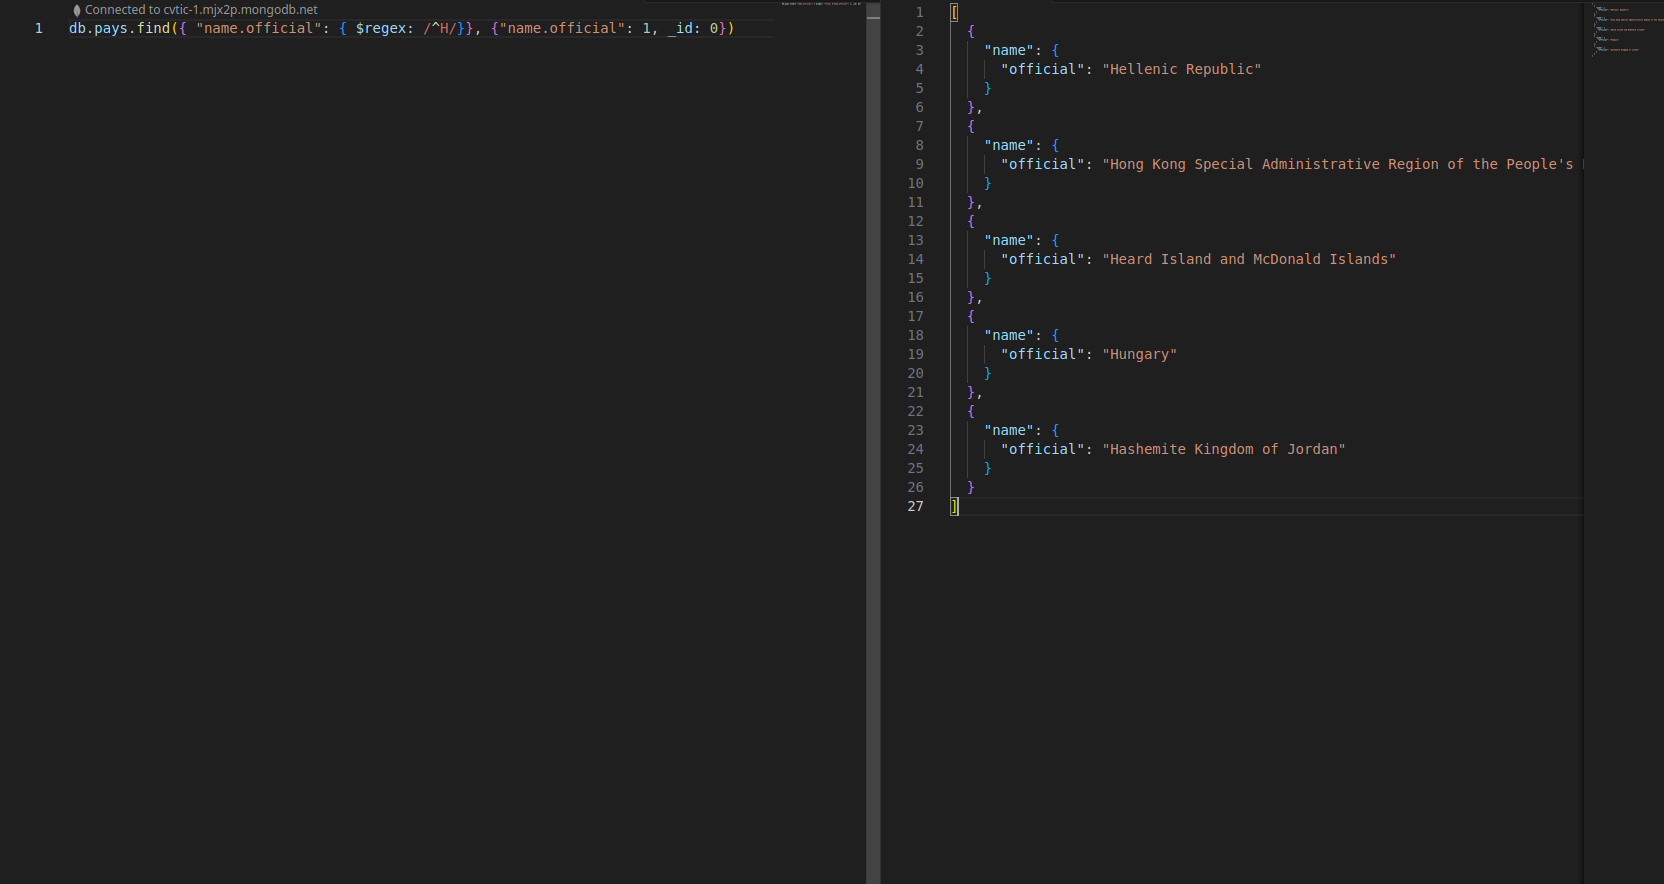 Connected to cvtic-1.mjx2p.mongodb.net
1 db.pays.find({ "name.official": { $regex: /^H/}}, {"name.official": 1, _id: 0})
1 [
2 {
3 "name": {
4 "official": "Hellenic Republic"
5 }
6 },
7 {
8 "name": {
9 "official": "Hong Kong Special Administrative Region of the People's
10 }
11 },
12 {
13 "name": {
14 "official": "Heard Island and McDonald Islands"
15 }
16 },
17 {
18 "name": {
19 "official": "Hungary"
20 }
21 },
22 {
23 "name": {
24 "official": "Hashemite Kingdom of Jordan"
25 }
26 }
27 ]